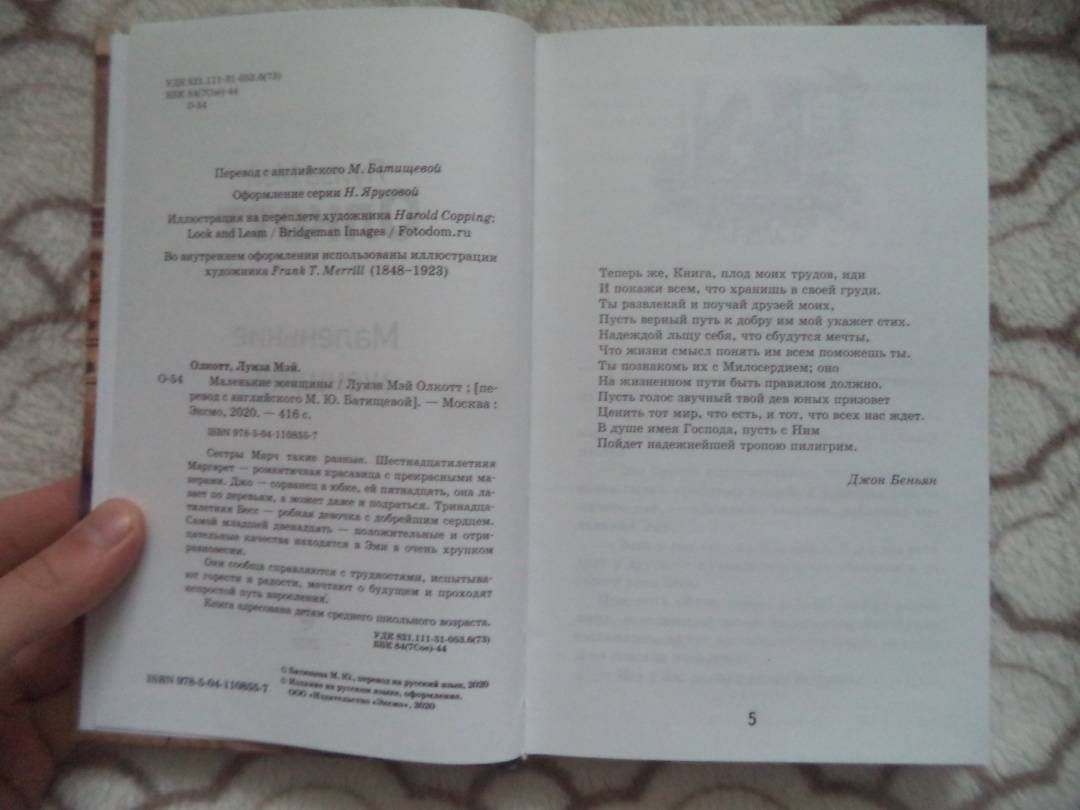 УДК 821.111-31-053.6(73)
ББК 84(7Сое)-44
О-54
Перевод с английского М. Батищевой
Оформление серии Н. Ярусовой
Иллюстрация на переплете художника Harold Copping:
Look and Learn / Bridgeman Images / Fotodom.ru
Во внутреннем оформлении использованы иллюстрации
художника Frank T. Merrill (1848–1923)
Олкотт, Луиза Мэй.
О-54 Маленькие женщины / Луиза Мэй Олкотт ; [пе-
ревод с английского М. Ю. Батищевой]. — Москва :
Эксмо, 2020. — 416 с.
ISBN 978-5-04-110855-7
Сестры Марч такие разные. Шестнадцатилетняя
Маргарет — романтичная красавица с прекрасными ма-
нерами. Джо — сорванец в юбке, ей пятнадцать, она ла-
зает по деревьям, а может даже и подраться. Тринадца-
тилетняя Бесс — робкая девочка с добрейшим сердцем.
Самой младшей двенадцать — положительные и отри-
цательные качества находятся в Эми в очень хрупком
равновесии.
Они сообща справляются с трудностями, испытыва-
ют горести и радости, мечтают о будущем и проходят
непростой путь взросления.
Книга адресована детям среднего школьного возраста.
УДК 821.111-31-053.6(73)
ББК 84(7Сое)-44
© Батищева М. Ю., перевод на русский язык, 2020
© Издание на русском языке, оформление.
ООО «Издательство «Эксмо», 2020
ISBN 978-5-04-110855-7
Теперь же, Книга, плод моих трудов, иди
И покажи всем, что хранишь в своей груди.
Ты развлекай и поучай друзей моих,
Пусть верный путь к добру им мой укажет стих.
Надеждой льщу себя, что сбудутся мечты,
Что жизни смысл понять им всем поможешь ты.
Ты познакомь их с Милосердием; оно
На жизненном пути быть правилом должно.
Пусть голос звучный твой дев юных призовет
Ценить тот мир, что есть, и тот, что всех нас ждет.
В душе имея Господа, пусть с Ним
Пойдет надежнейшей тропою пилигрим.
Джон Беньян
5